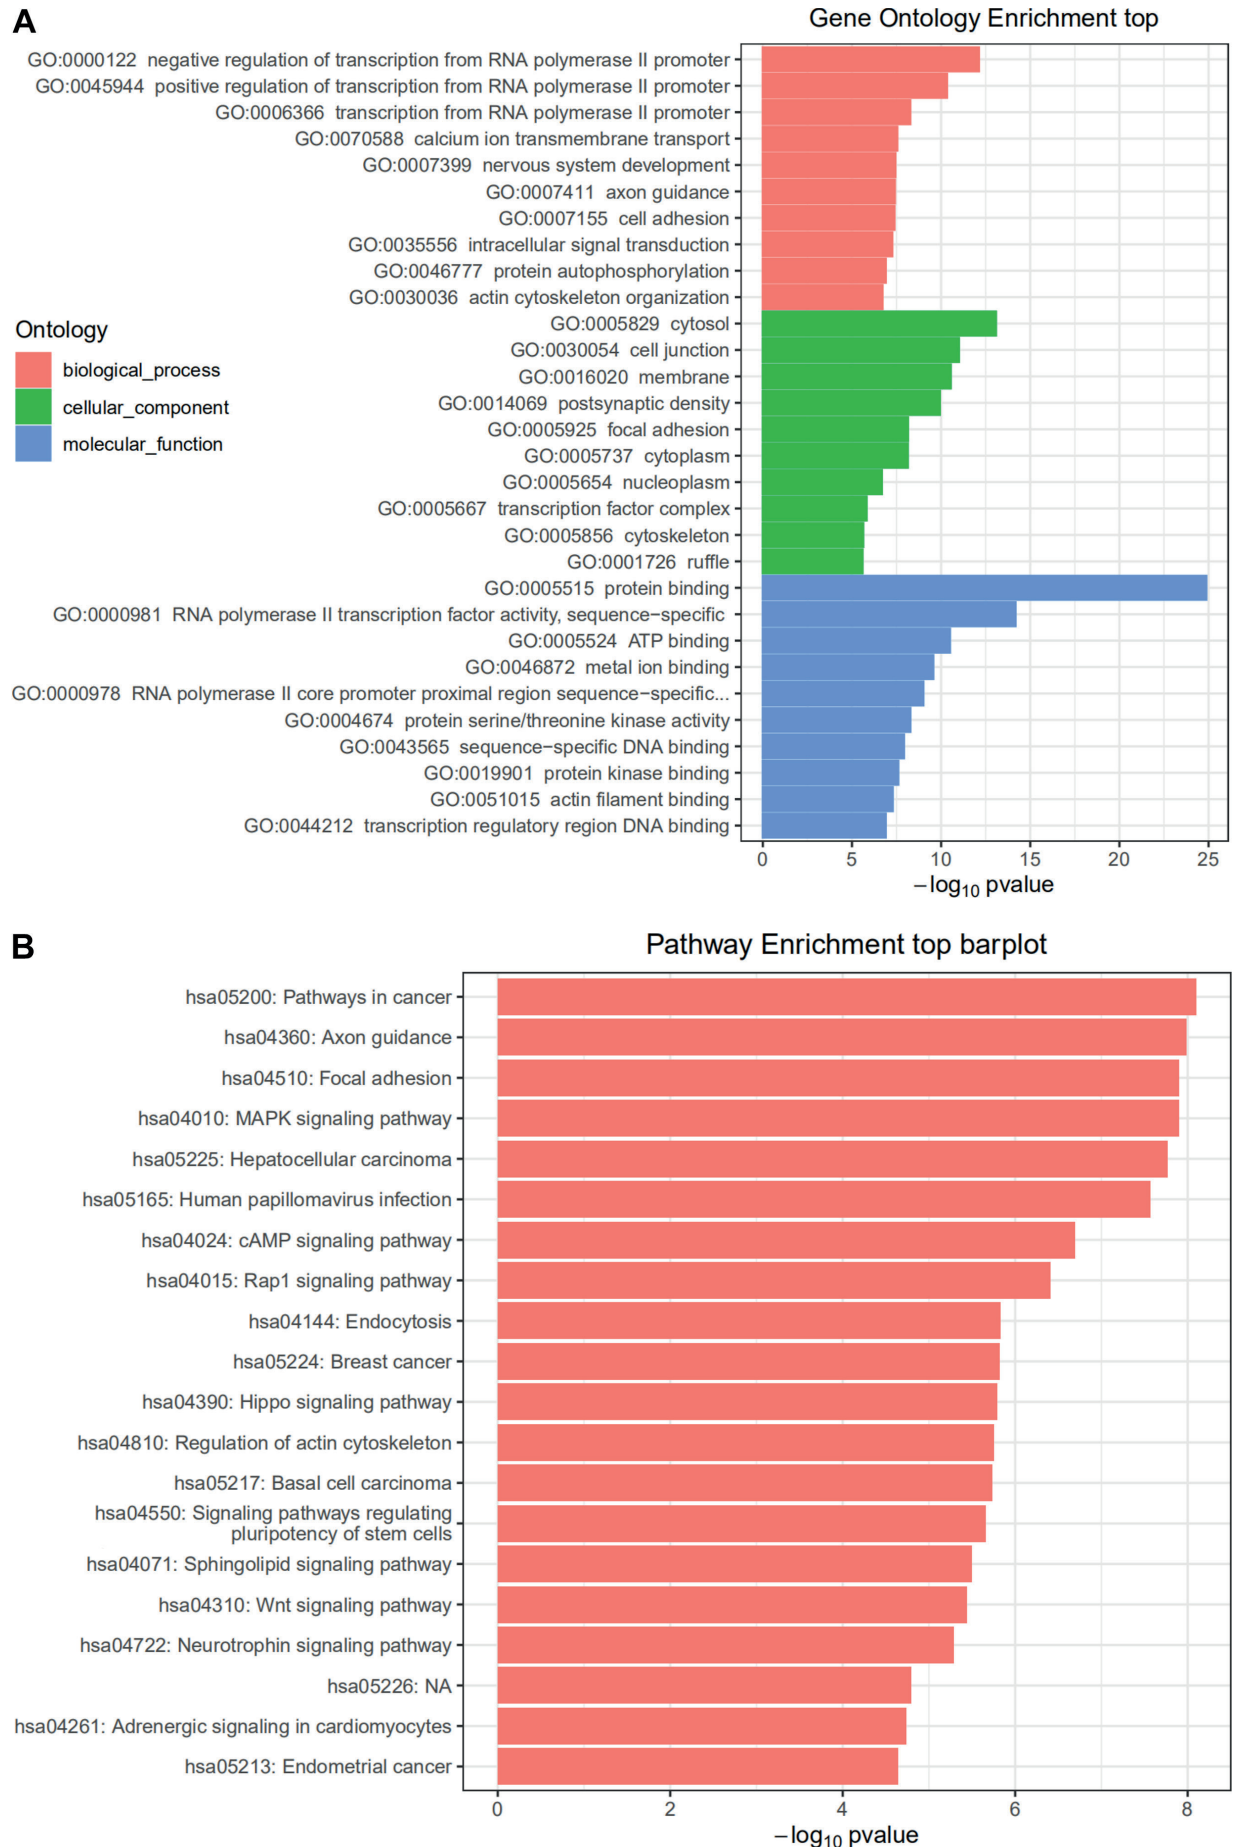 A
Gene Ontology Enrichment top
GO:0000122 negative regulation of transcription from RNA polymerase II promoter
GO:0045944 positive regulation of transcription from RNA polymerase II promoter
GO:0006366 transcription from RNA polymerase II promoter
GO:0070588 calcium ion transmembrane transport
GO:0007399 nervous system development
GO:0007411 axon guidance
GO:0007155 cell adhesion
GO:0035556 intracellular signal transduction
GO:0046777 protein autophosphorylation
GO:0030036 actin cytoskeleton organization
GO:0005829 cytosol
GO:0030054 cell junction
GO:0016020 membrane
GO:0014069 postsynaptic density
GO:0005925 focal adhesion
GO:0005737 cytoplasm
GO:0005654 nucleoplasm
GO:0005667 transcription factor complex
GO:0005856 cytoskeleton
GO:0001726 ruffle
GO:0005515 protein binding
GO:0000981 RNA polymerase II transcription factor activity, sequence−specific
GO:0005524 ATP binding
GO:0046872 metal ion binding
GO:0000978 RNA polymerase II core promoter proximal region sequence−specific...
GO:0004674 protein serine/threonine kinase activity
GO:0043565 sequence−specific DNA binding
GO:0019901 protein kinase binding
GO:0051015 actin filament binding
GO:0044212 transcription regulatory region DNA binding
Ontology
biological_process
cellular_component
molecular_function
0 5 10 15 20 25
−log10 pvalue
B
Pathway Enrichment top barplot
hsa05200: Pathways in cancer
hsa04360: Axon guidance
hsa04510: Focal adhesion
hsa04010: MAPK signaling pathway
hsa05225: Hepatocellular carcinoma
hsa05165: Human papillomavirus infection
hsa04024: cAMP signaling pathway
hsa04015: Rap1 signaling pathway
hsa04144: Endocytosis
hsa05224: Breast cancer
hsa04390: Hippo signaling pathway
hsa04810: Regulation of actin cytoskeleton
hsa05217: Basal cell carcinoma
hsa04550: Signaling pathways regulating
pluripotency of stem cells
hsa04071: Sphingolipid signaling pathway
hsa04310: Wnt signaling pathway
hsa04722: Neurotrophin signaling pathway
hsa05226: NA
hsa04261: Adrenergic signaling in cardiomyocytes
hsa05213: Endometrial cancer
0 2 4 6 8
−log10 pvalue